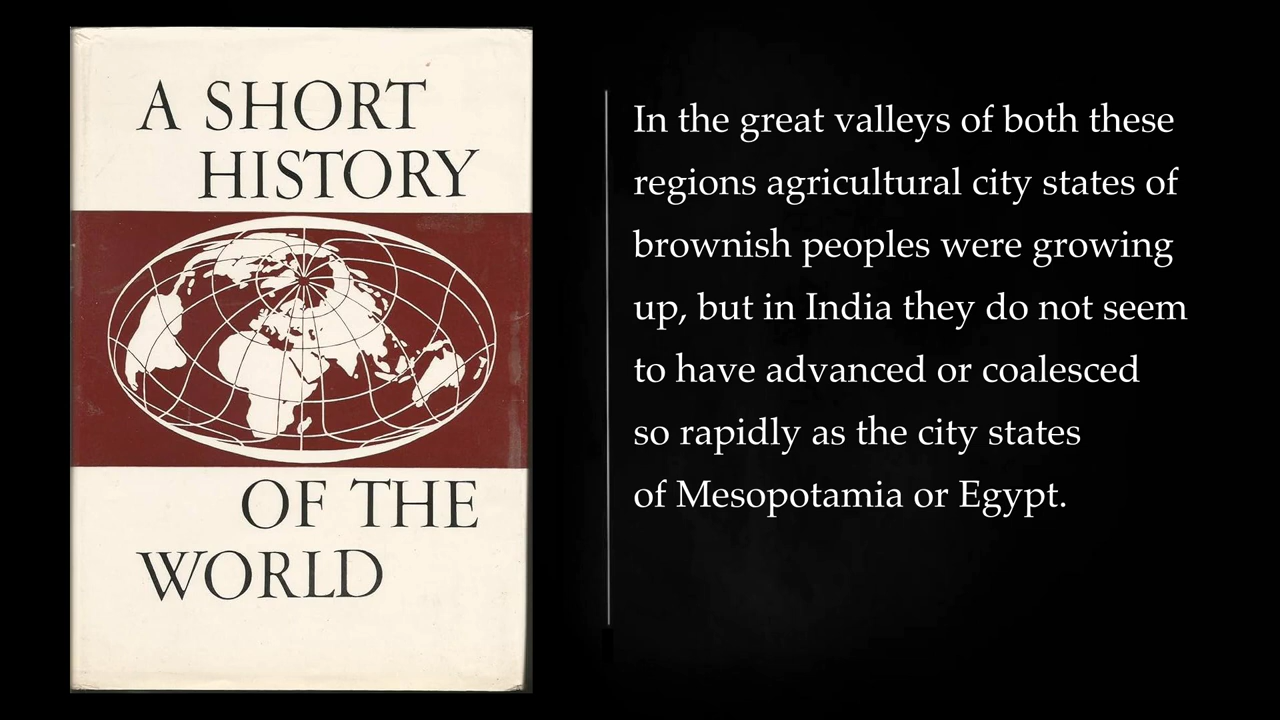 A SHORT
HISTORY
OF THE
WORLD
In the great valleys of both these
regions agricultural city states of
brownish peoples were growing
up, but in India they do not seem
to have advanced or coalesced
so rapidly as the city states
of Mesopotamia or Egypt.